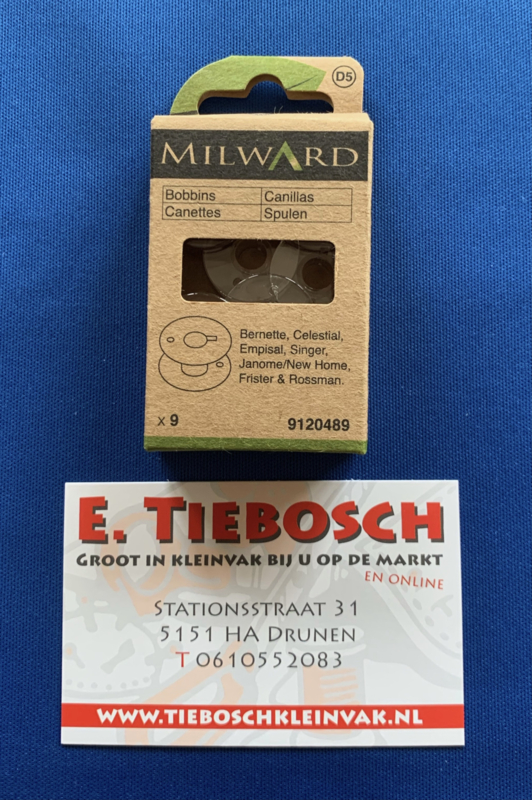 D5
MILWARD
Bobbins Canillas
Canettes Spulen
Bernette, Celestial,
Empisal, Singer,
Janome/New Home,
Frister & Rossman.
x 9 9120489
E. TIEBOSCH
GROOT IN KLEINVAK BIJ U OP DE MARKT
EN ONLINE
STATIONSSTRAAT 31
5151 HA DRUNEN
T 0610552083
WWW.TIEBOSCHKLEINVAK.NL